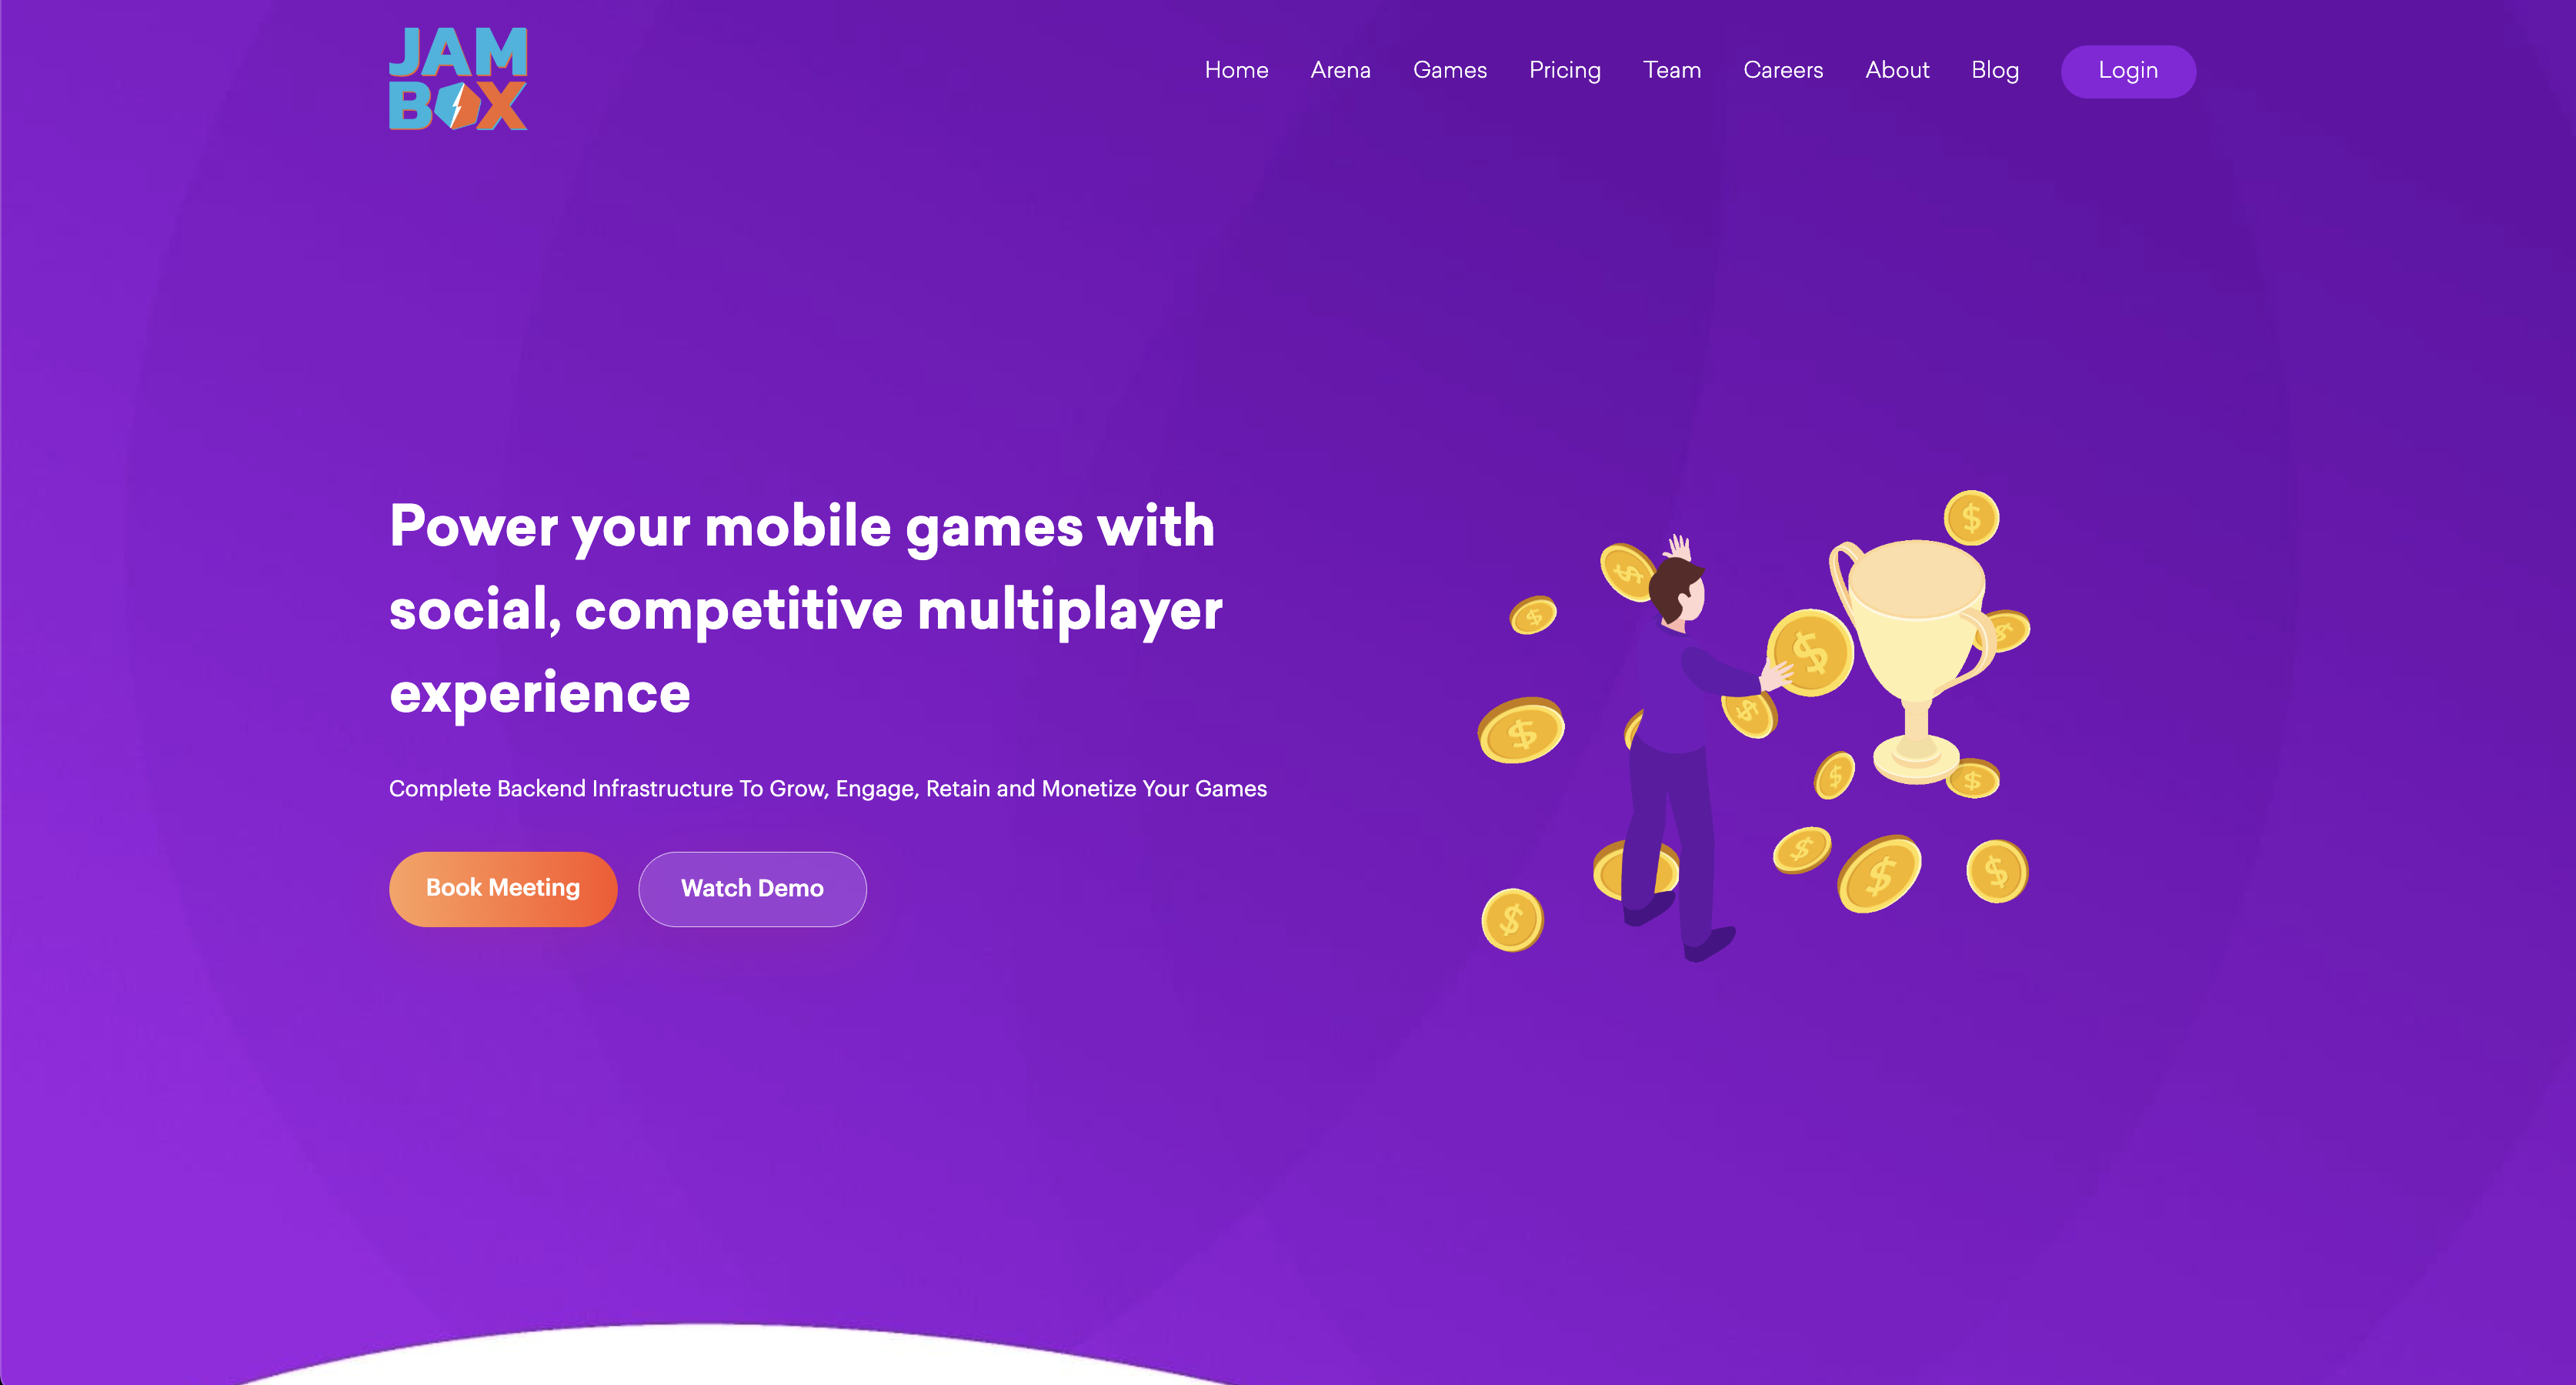 JAM
BOX
Home
Arena
Games
Pricing
Team
Careers
About
Blog
Login
Power your mobile games with
social, competitive multiplayer
experience
Complete Backend Infrastructure To Grow, Engage, Retain and Monetize Your Games
Book Meeting
Watch Demo
$
$
$
$
$
$
$
$
$
$
$
$
$